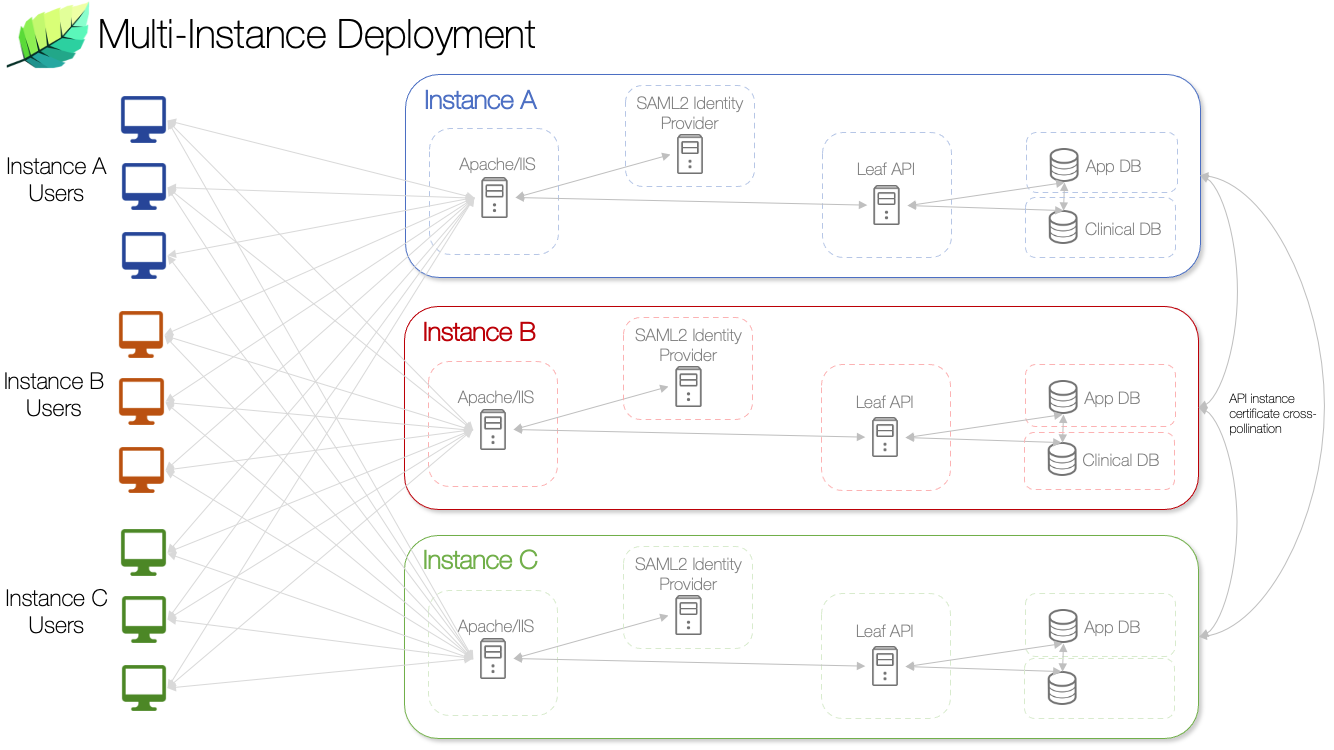 Multi-Instance Deployment
Instance A
Users
Instance B
Users
Instance C
Users
Instance A
Apache/IIS
SAML2 Identity
Provider
Leaf API
App DB
Clinical DB
Instance B
Apache/IIS
SAML2 Identity
Provider
Leaf API
App DB
Clinical DB
Instance C
Apache/IIS
SAML2 Identity
Provider
Leaf API
App DB
API instance
certificate cross-
pollination